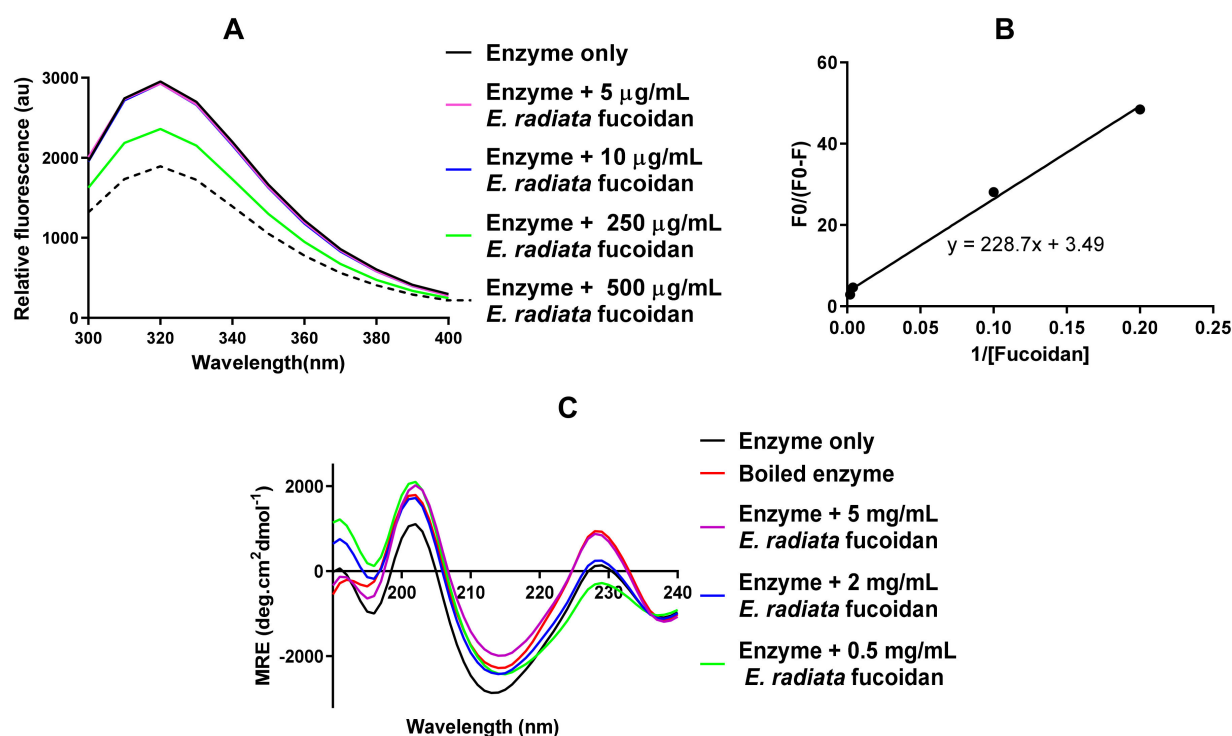 A
Relative fluorescence (au)
3000
2000
1000
0
300
320
340
360
380
400
Wavelength(nm)
Enzyme only
Enzyme + 5 μg/mL
E. radiata fucoidan
Enzyme + 10 μg/mL
E. radiata fucoidan
Enzyme +  250 μg/mL
E. radiata fucoidan
Enzyme +  500 μg/mL
E. radiata fucoidan
B
F0/(F0-F)
60
40
20
0
y = 228.7x + 3.49
0.00
0.05
0.10
0.15
0.20
0.25
1/[Fucoidan]
C
MRE (deg.cm²dmol⁻¹)
2000
0
-2000
200
210
220
230
240
Wavelength (nm)
Enzyme only
Boiled enzyme
Enzyme + 5 mg/mL
E. radiata fucoidan
Enzyme + 2 mg/mL
E. radiata fucoidan
Enzyme + 0.5 mg/mL
E. radiata fucoidan